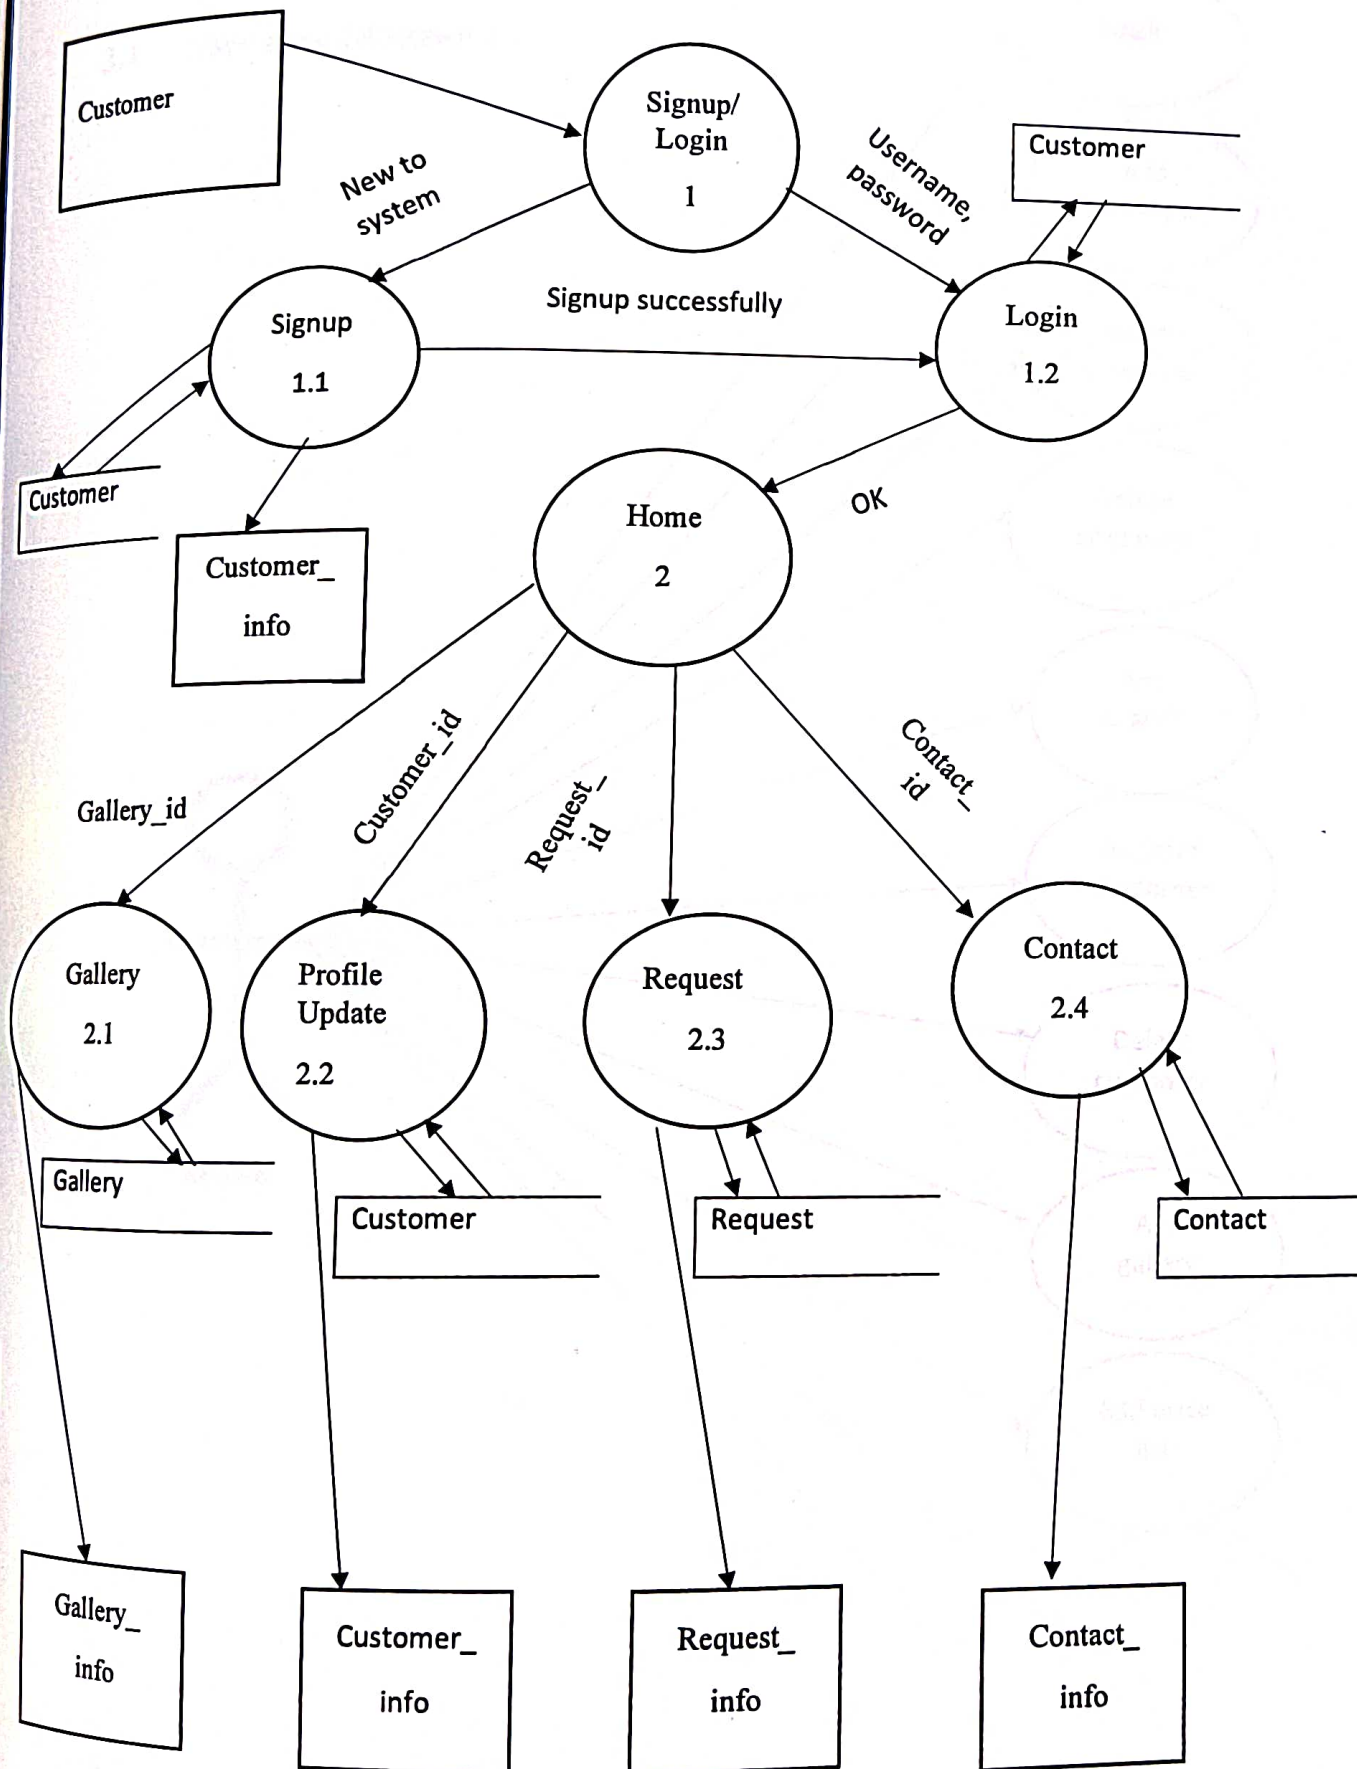 Customer
Signup/
Login
1
New to
system
Username,
password
Customer
Signup
1.1
Signup successfully
Login
1.2
Customer
Customer_
info
Home
2
OK
Gallery_id
Customer_id
Request_
id
Contact_
id
Gallery
2.1
Profile
Update
2.2
Request
2.3
Contact
2.4
Gallery
Customer
Request
Contact
Gallery_
info
Customer_
info
Request_
info
Contact_
info